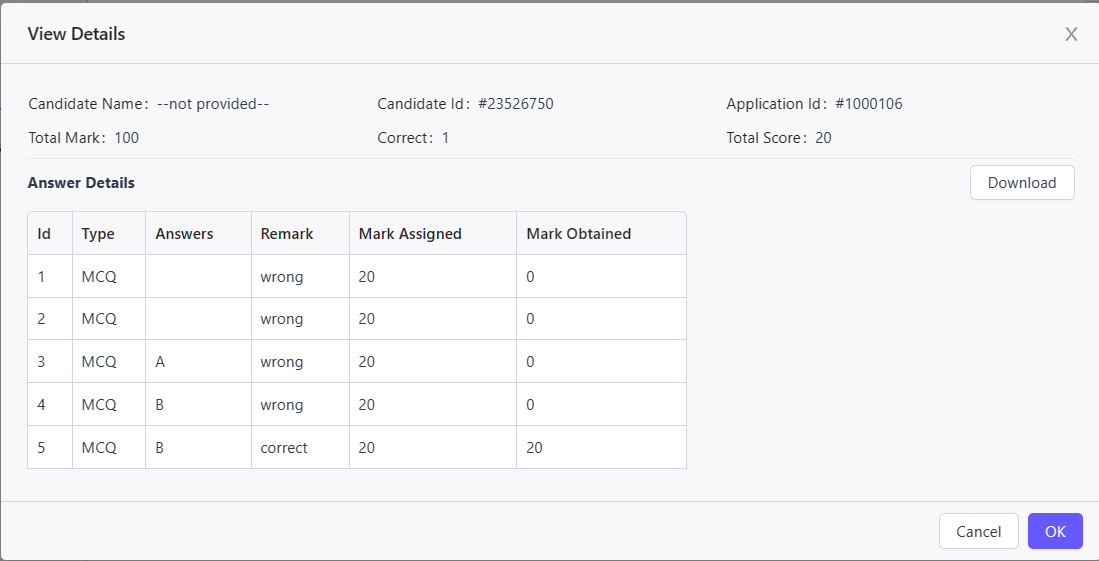 View Details
X
Candidate Name: --not provided-- Candidate Id: #23526750 Application Id: #1000106
Total Mark: 100 Correct: 1 Total Score: 20
Answer Details Download
Id Type Answers Remark Mark Assigned Mark Obtained
1 MCQ wrong 20 0
2 MCQ wrong 20 0
3 MCQ A wrong 20 0
4 MCQ B wrong 20 0
5 MCQ B correct 20 20
Cancel OK